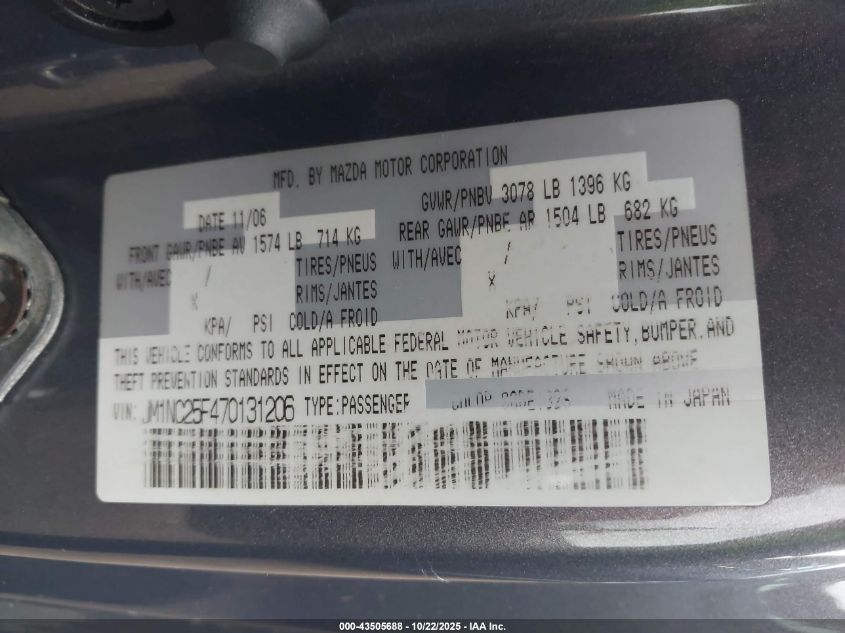 MFD. BY MAZDA MOTOR CORPORATION
DATE 11/06 GVWR/PNBV 3078 LB 1396 KG
FRONT GAWR/PNBE AV 1574 LB 714 KG REAR GAWR/PNBE AR 1504 LB 682 KG
WITH/AVEC / TIRES/PNEUS WITH/AVEC / TIRES/PNEUS
X RIMS/JANTES X RIMS/JANTES
KPA/ PSI COLD/A FROID KPA/ PSI COLD/A FROID
THIS VEHICLE CONFORMS TO ALL APPLICABLE FEDERAL MOTOR VEHICLE SAFETY, BUMPER, AND
THEFT PREVENTION STANDARDS IN EFFECT ON THE DATE OF MANUFACTURE SHOWN ABOVE
VIN: JM1NC25F470131206 TYPE:PASSENGER COLOR CODE: MADE IN JAPAN
000-43505688 - 10/22/2025 - IAA Inc.